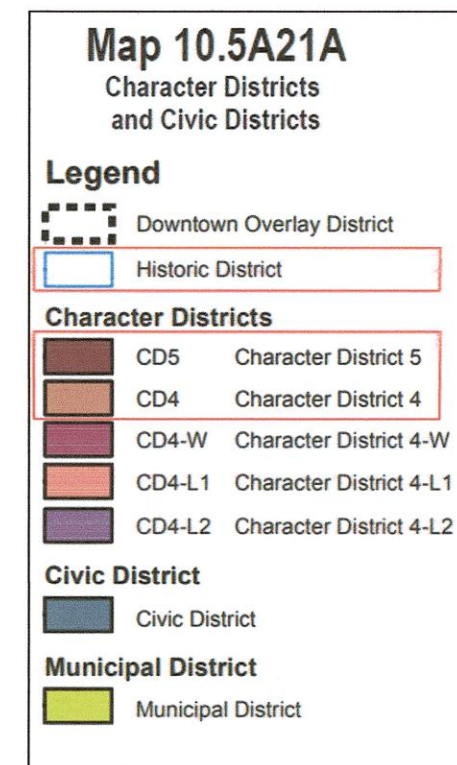 Map 10.5A21A
Character Districts
and Civic Districts
Legend
Downtown Overlay District
Historic District
Character Districts
CD5 Character District 5
CD4 Character District 4
CD4-W Character District 4-W
CD4-L1 Character District 4-L1
CD4-L2 Character District 4-L2
Civic District
Civic District
Municipal District
Municipal District